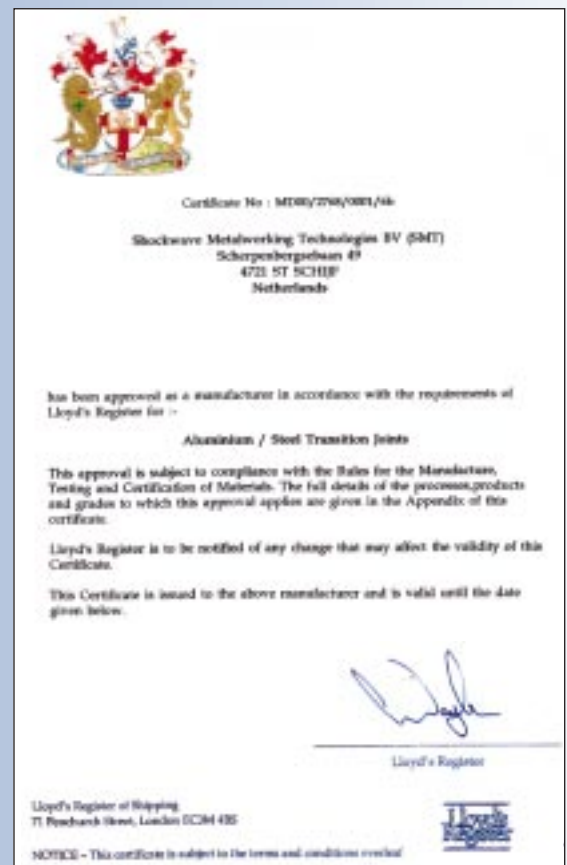 Certificate No : MD00/2768/0001/4b
Shockwave Metalworking Technologies BV (SMT)
Scherpenbergsebaan 49
4721 ST SCHIJF
Netherlands
has been approved as a manufacturer in accordance with the requirements of
Lloyd's Register for :-
Aluminium / Steel Transition Joints
This approval is subject to compliance with the Rules for the Manufacture,
Testing and Certification of Materials. The full details of the processes,products
and grades to which this approval applies are given in the Appendix of this
certificate.
Lloyd's Register is to be notified of any change that may affect the validity of this
Certificate.
This Certificate is issued to the above manufacturer and is valid until the date
given below.
Lloyd's Register
Lloyd's Register of Shipping
71 Fenchurch Street, London EC3M 4BS
Lloyd's
Register
NOTICE - This certificate is subject to the terms and conditions overleaf